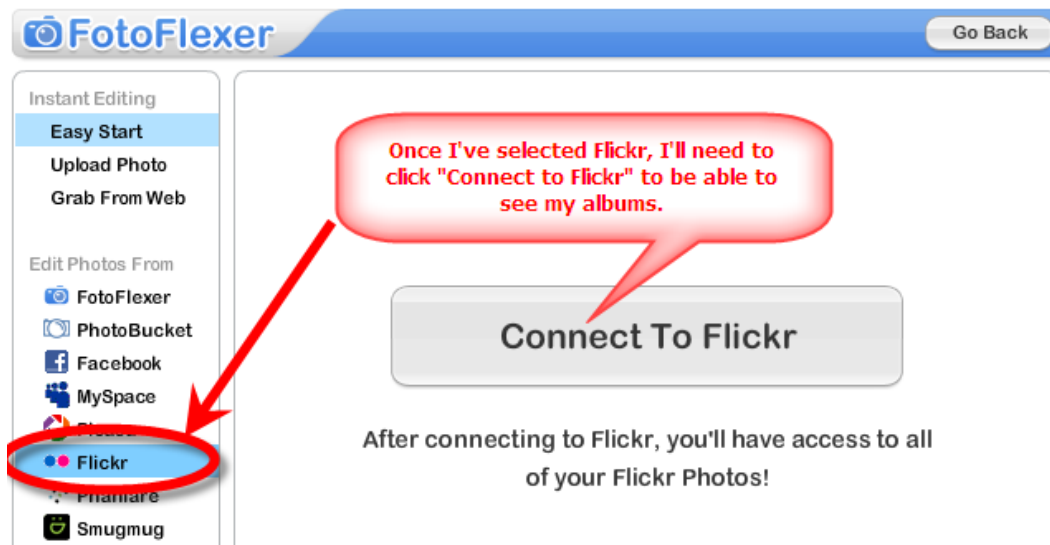 FotoFlexer
Go Back
Instant Editing
Easy Start
Upload Photo
Grab From Web
Edit Photos From
FotoFlexer
PhotoBucket
Facebook
MySpace
Picasa
Flickr
Phanfare
Smugmug
Once I've selected Flickr, I'll need to
click "Connect to Flickr" to be able to
see my albums.
Connect To Flickr
After connecting to Flickr, you'll have access to all
of your Flickr Photos!